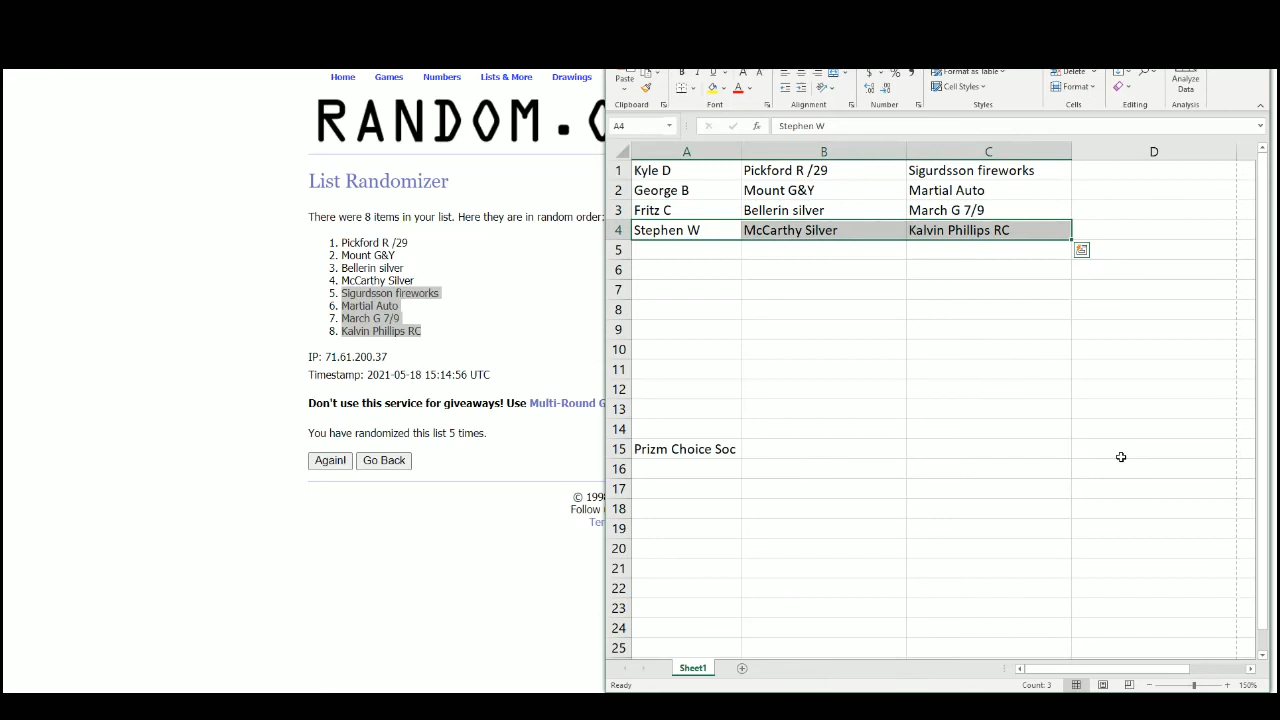 Home Games Numbers Lists & More Drawings
RANDOM.O
List Randomizer
There were 8 items in your list. Here they are in random order:
1. Pickford R /29
2. Mount G&Y
3. Bellerin silver
4. McCarthy Silver
5. Sigurdsson fireworks
6. Martial Auto
7. March G 7/9
8. Kalvin Phillips RC
IP: 71.61.200.37
Timestamp: 2021-05-18 15:14:56 UTC
Don't use this service for giveaways! Use Multi-Round G
You have randomized this list 5 times.
Again! Go Back
© 1998
Follow
Ter
Paste B I U A A $ % , Format as Table Delete
A Cell Styles Format Analyze Data
Clipboard Font Alignment Number Styles Cells Editing Analysis
A4 fx Stephen W
A B C D
1 Kyle D Pickford R /29 Sigurdsson fireworks
2 George B Mount G&Y Martial Auto
3 Fritz C Bellerin silver March G 7/9
4 Stephen W McCarthy Silver Kalvin Phillips RC
5
6
7
8
9
10
11
12
13
14
15 Prizm Choice Soc
16
17
18
19
20
21
22
23
24
25
Sheet1
Ready Count: 3 150%